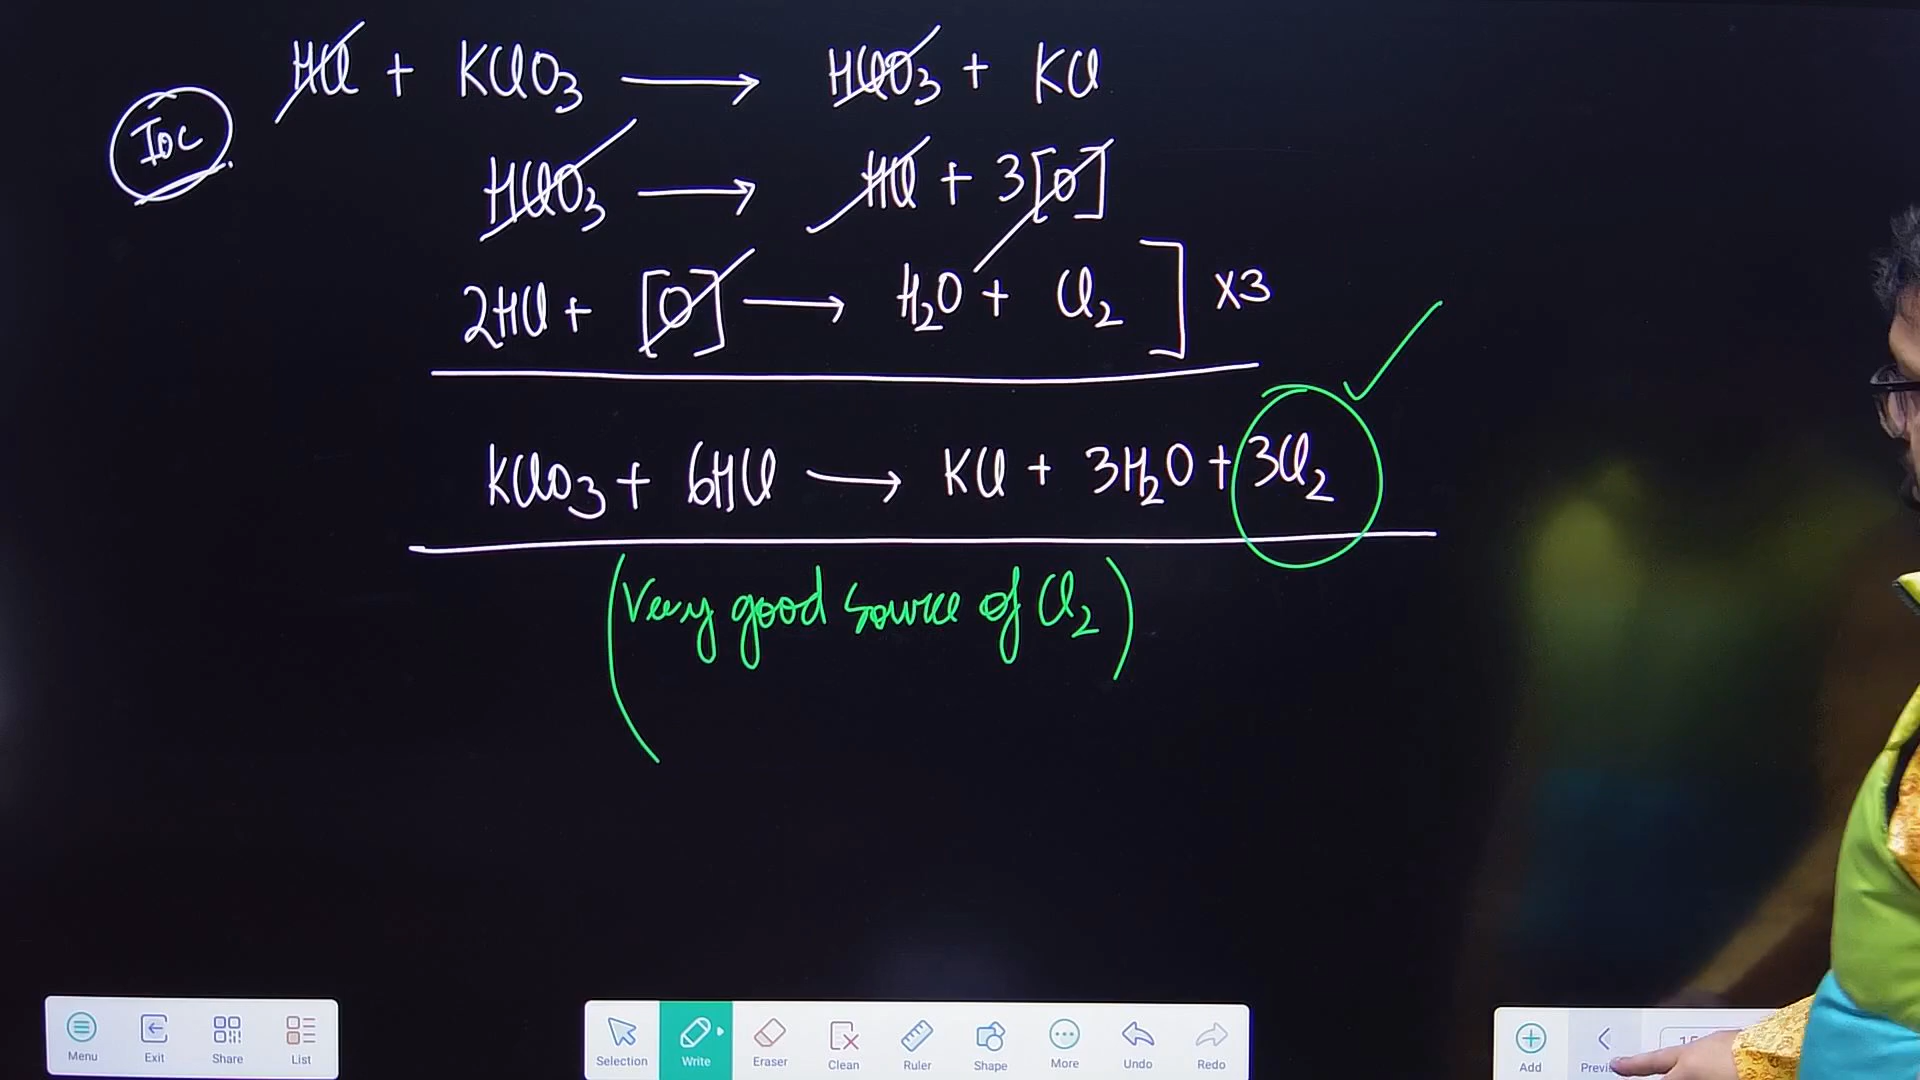 HCl + KClO3 ⟶ HClO3 + KCl
IOC
HClO3 ⟶ HCl + 3[O]
2HCl + [O] ⟶ H2O + Cl2 ] x3
KClO3 + 6HCl ⟶ KCl + 3H2O + 3Cl2
(Very good source of Cl2)
Menu Exit Share List
Selection Write Eraser Clean Ruler Shape More Undo Redo
Add